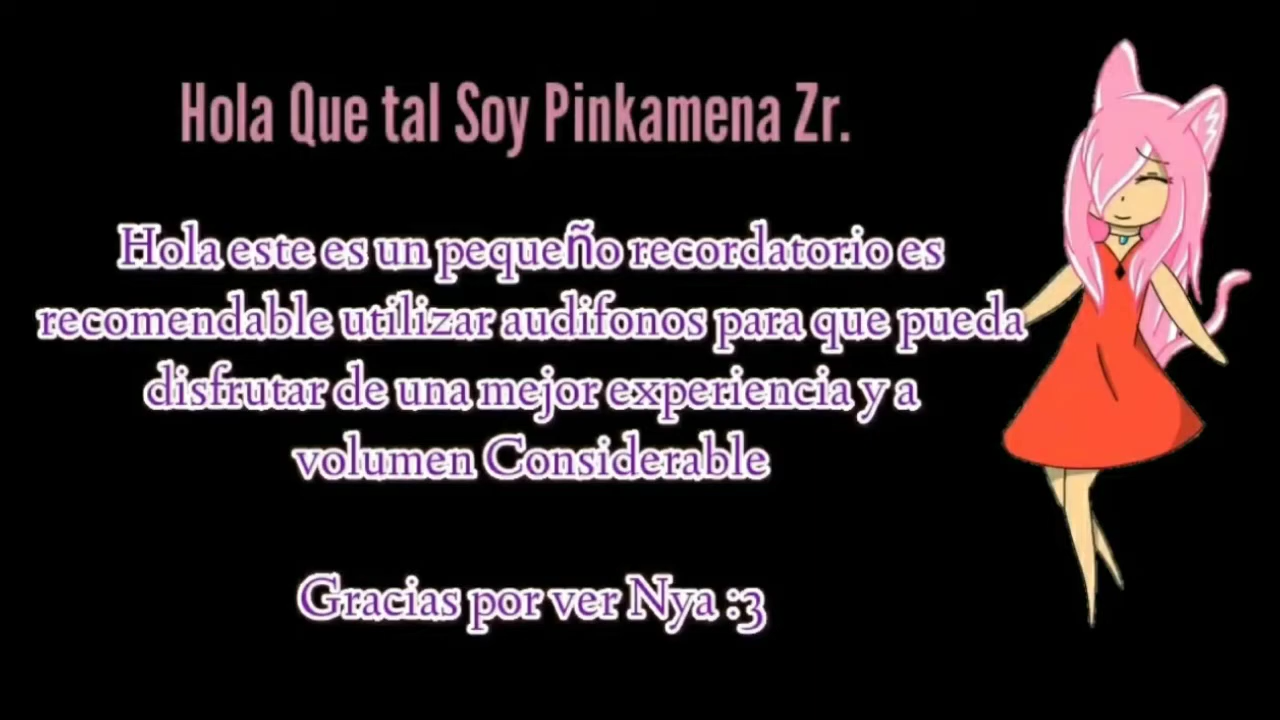 Hola Que tal Soy Pinkamena Zr.
Hola este es un pequeño recordatorio es
recomendable utilizar audifonos para que pueda
disfrutar de una mejor experiencia y a
volumen Considerable
Gracias por ver Nya :3